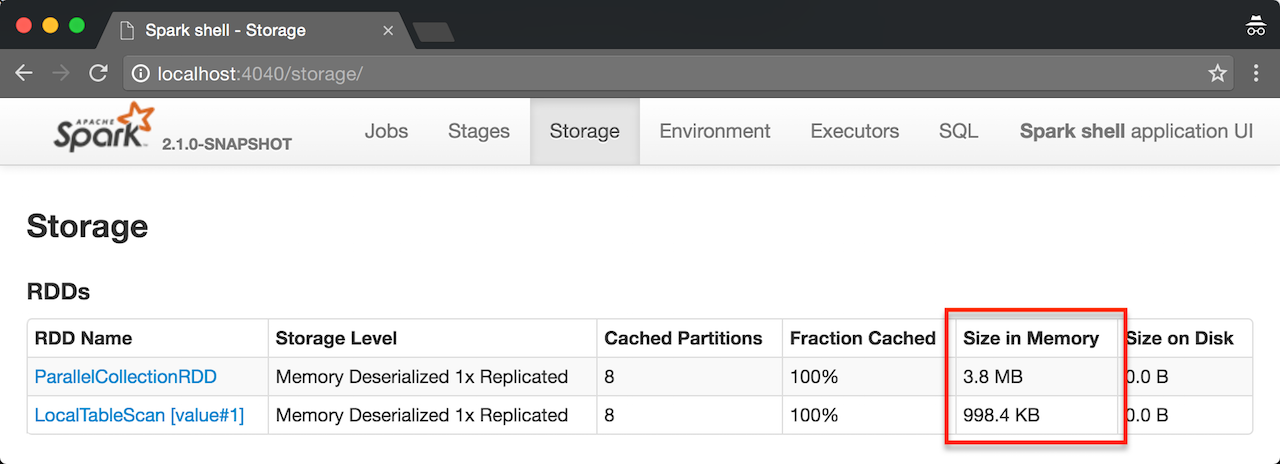 Spark shell - Storage
localhost:4040/storage/
APACHE Spark 2.1.0-SNAPSHOT Jobs Stages Storage Environment Executors SQL Spark shell application UI
Storage
RDDs
RDD Name Storage Level Cached Partitions Fraction Cached Size in Memory Size on Disk
ParallelCollectionRDD Memory Deserialized 1x Replicated 8 100% 3.8 MB 0.0 B
LocalTableScan [value#1] Memory Deserialized 1x Replicated 8 100% 998.4 KB 0.0 B